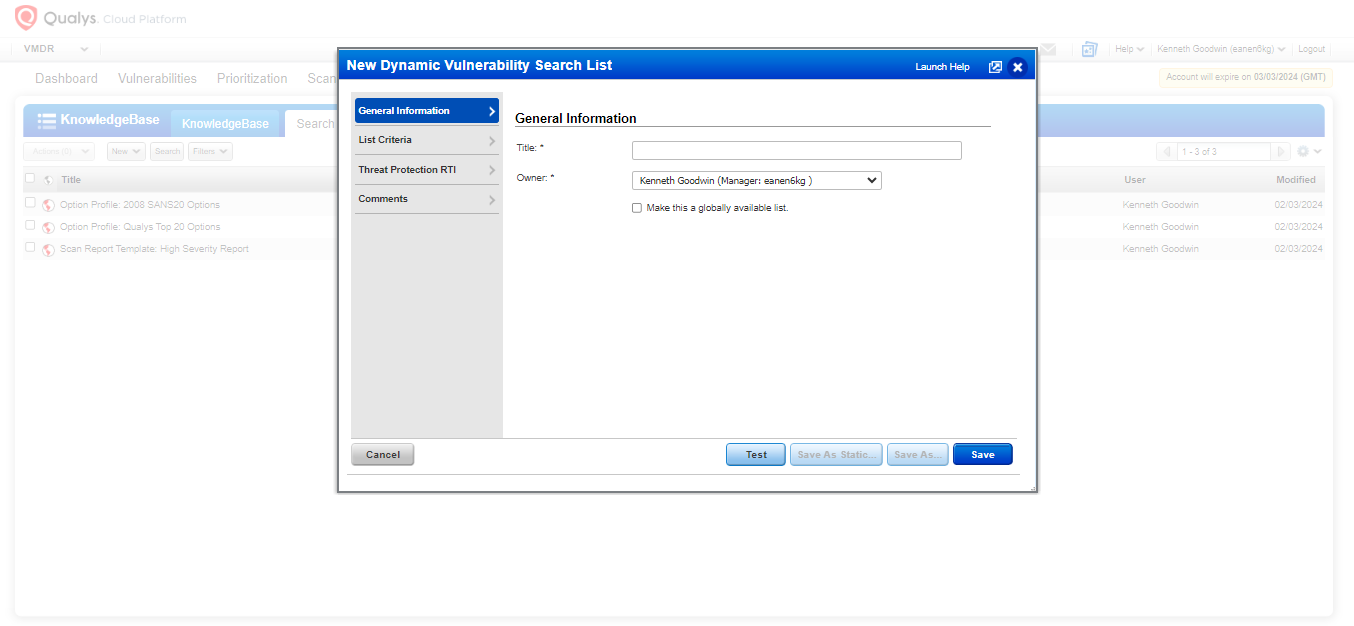 Qualys. Cloud Platform
VMDR
Help
Kenneth Goodwin (eanen6kg)
Logout
Dashboard
Vulnerabilities
Prioritization
Scan
Account will expire on 03/03/2024 (GMT)
KnowledgeBase
KnowledgeBase
Search
Actions (0)
New
Search
Filters
1 - 3 of 3
Title
User
Modified
Option Profile: 2008 SANS20 Options
Kenneth Goodwin
02/03/2024
Option Profile: Qualys Top 20 Options
Kenneth Goodwin
02/03/2024
Scan Report Template: High Severity Report
Kenneth Goodwin
02/03/2024
New Dynamic Vulnerability Search List
Launch Help
General Information
List Criteria
Threat Protection RTI
Comments
General Information
Title: *
Owner: *
Kenneth Goodwin (Manager: eanen6kg )
Make this a globally available list.
Cancel
Test
Save As Static...
Save As...
Save